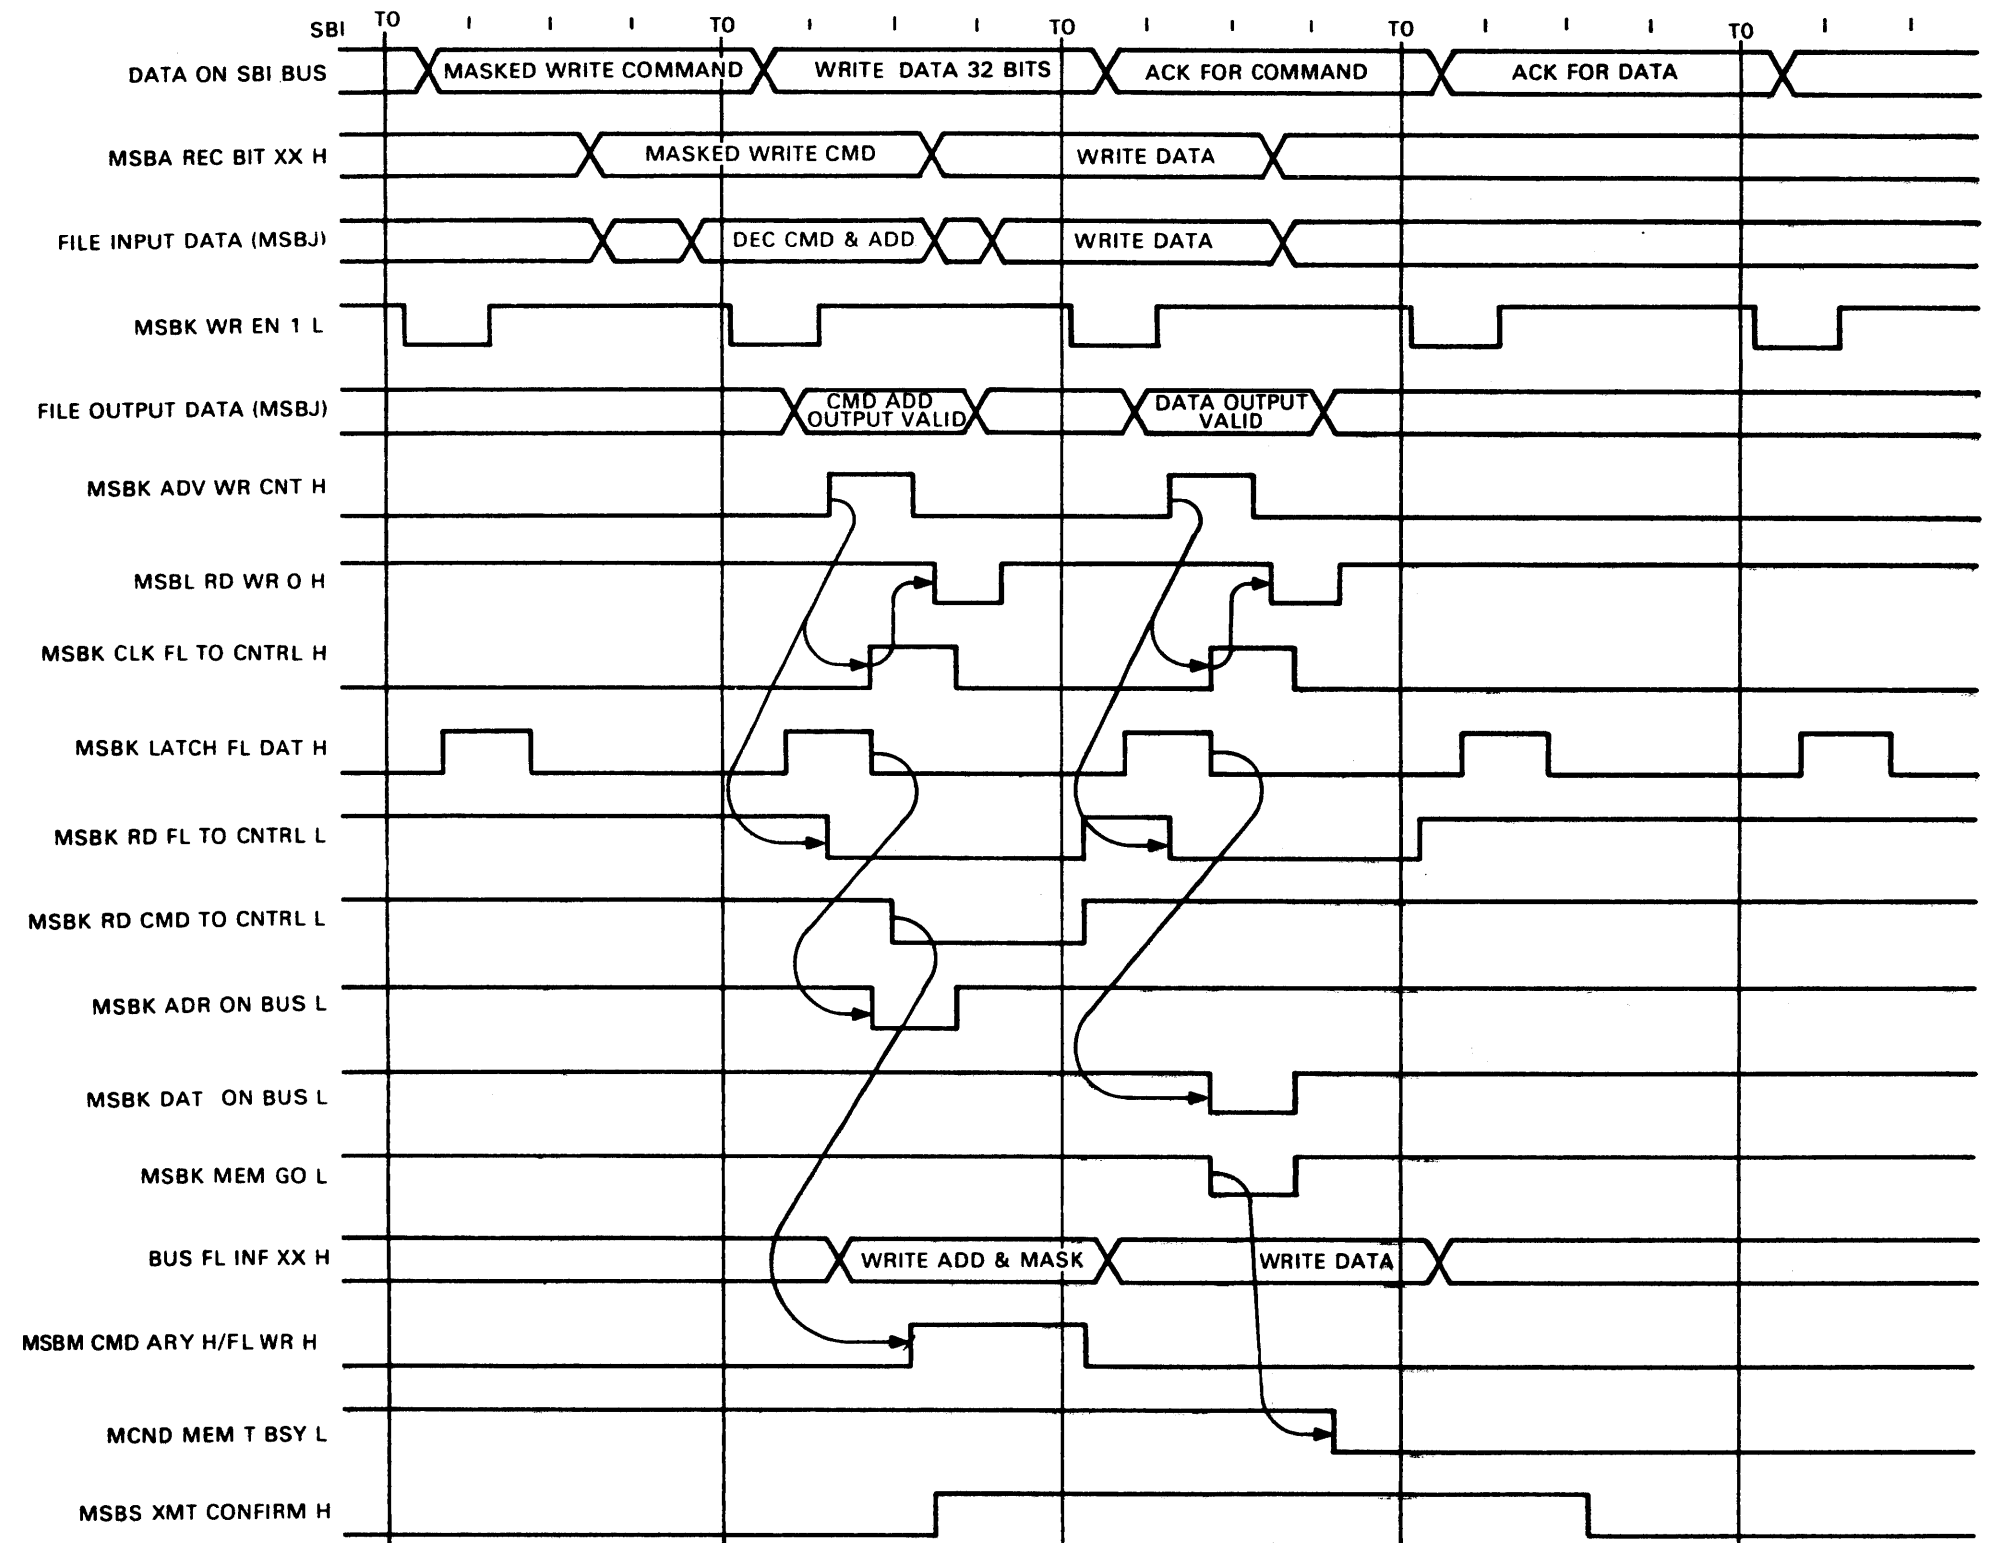 SBI TO TO TO TO TO
DATA ON SBI BUS MASKED WRITE COMMAND WRITE DATA 32 BITS ACK FOR COMMAND ACK FOR DATA
MSBA REC BIT XX H MASKED WRITE CMD WRITE DATA
FILE INPUT DATA (MSBJ) DEC CMD & ADD WRITE DATA
MSBK WR EN 1 L
FILE OUTPUT DATA (MSBJ) CMD ADD OUTPUT VALID DATA OUTPUT VALID
MSBK ADV WR CNT H
MSBL RD WR O H
MSBK CLK FL TO CNTRL H
MSBK LATCH FL DAT H
MSBK RD FL TO CNTRL L
MSBK RD CMD TO CNTRL L
MSBK ADR ON BUS L
MSBK DAT ON BUS L
MSBK MEM GO L
BUS FL INF XX H WRITE ADD & MASK WRITE DATA
MSBM CMD ARY H/FL WR H
MCND MEM T BSY L
MSBS XMT CONFIRM H